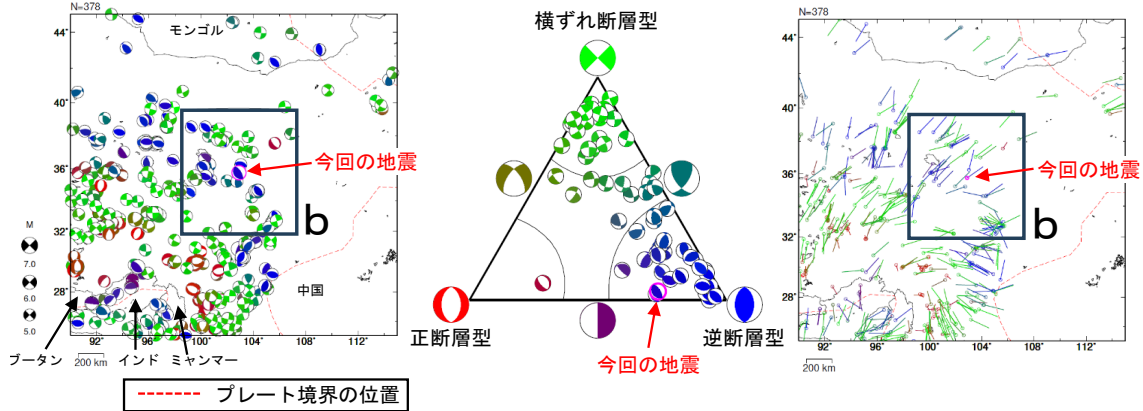 N=378
44˚
40˚
36˚
32˚
28˚
モンゴル
今回の地震
b
M
7.0
6.0
5.0
中国
92˚
96˚
100˚
104˚
108˚
112˚
ブータン
インド
ミャンマー
200 km
プレート境界の位置
横ずれ断層型
正断層型
逆断層型
今回の地震
N=378
44˚
40˚
36˚
32˚
28˚
今回の地震
b
92˚
96˚
100˚
104˚
108˚
112˚
200 km